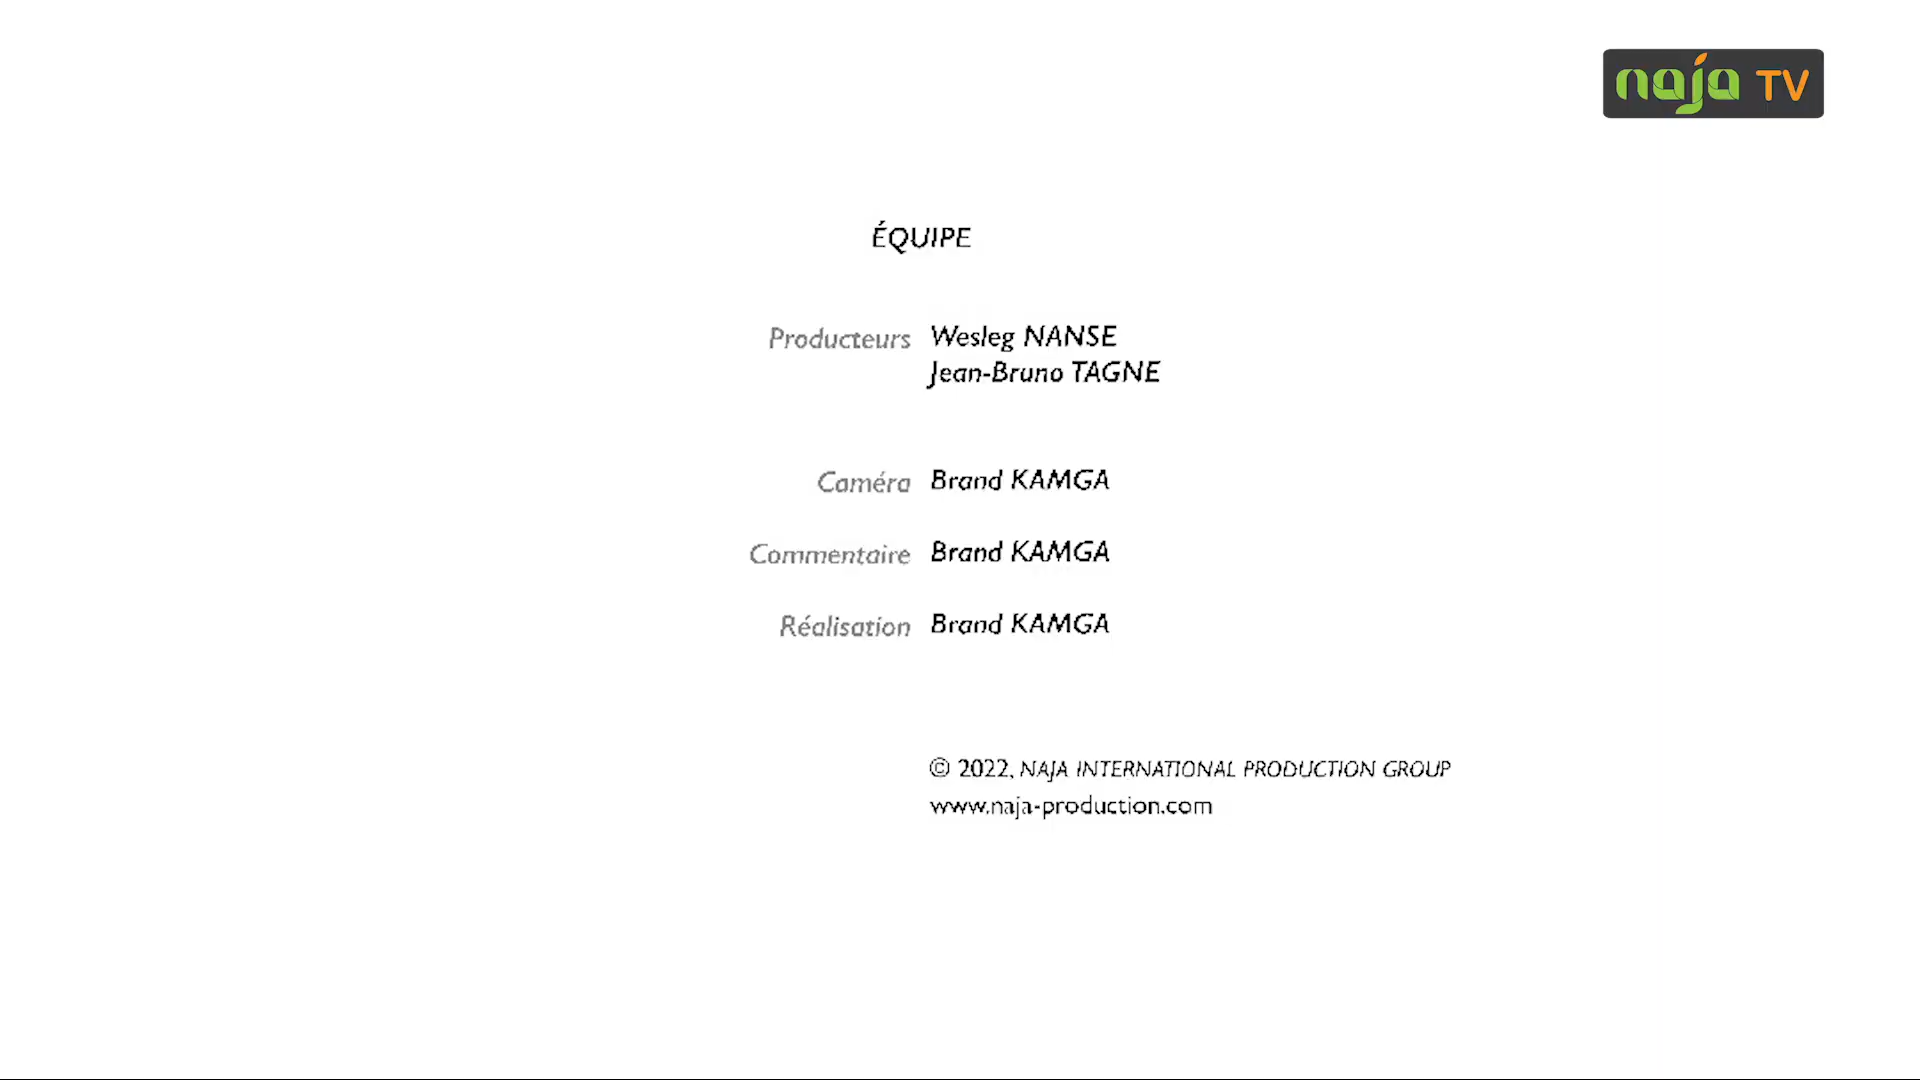 naja TV
ÉQUIPE
Producteurs Wesleg NANSE
Jean-Bruno TAGNE
Caméra Brand KAMGA
Commentaire Brand KAMGA
Réalisation Brand KAMGA
© 2022, NAJA INTERNATIONAL PRODUCTION GROUP
www.naja-production.com